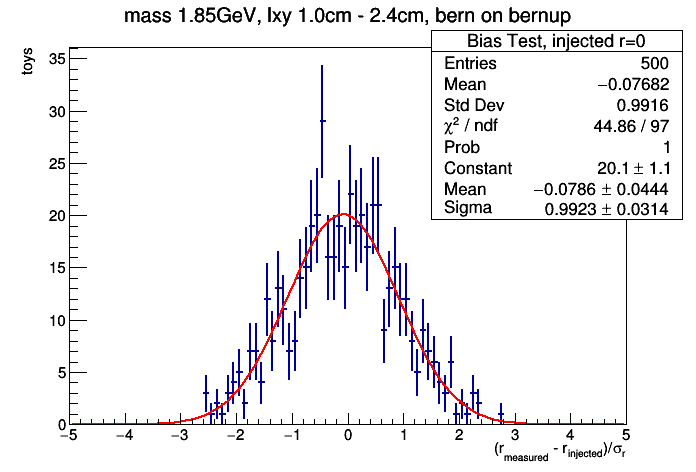 mass 1.85GeV, lxy 1.0cm - 2.4cm, bern on bernup
Bias Test, injected r=0
Entries 500
Mean −0.07682
Std Dev 0.9916
χ² / ndf 44.86 / 97
Prob 1
Constant 20.1 ± 1.1
Mean −0.0786 ± 0.0444
Sigma 0.9923 ± 0.0314
toys
35
30
25
20
15
10
5
0
−5 −4 −3 −2 −1 0 1 2 3 4 5
(r_measured - r_injected)/σ_r